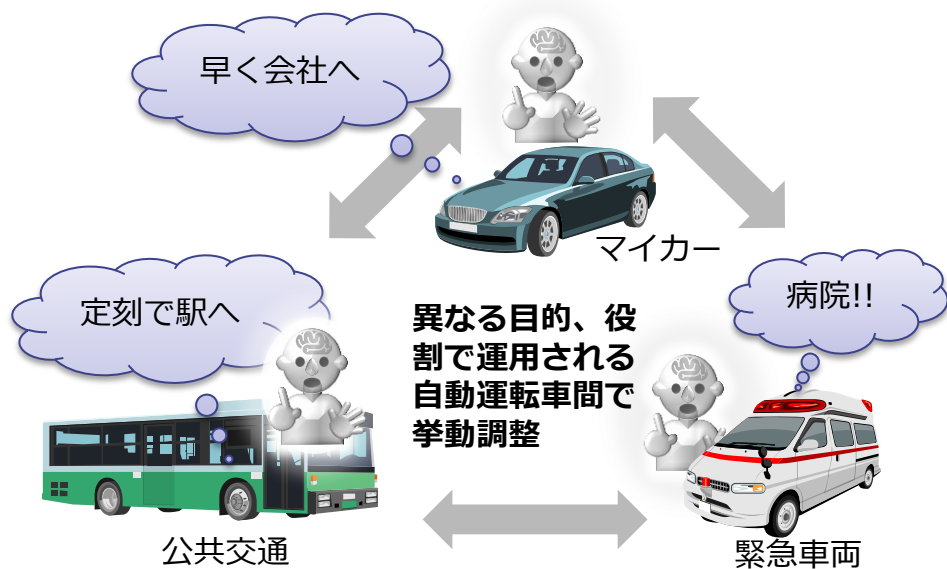 早く会社へ
マイカー
定刻で駅へ
病院!!
異なる目的、役
割で運用される
自動運転車間で
挙動調整
公共交通
緊急車両